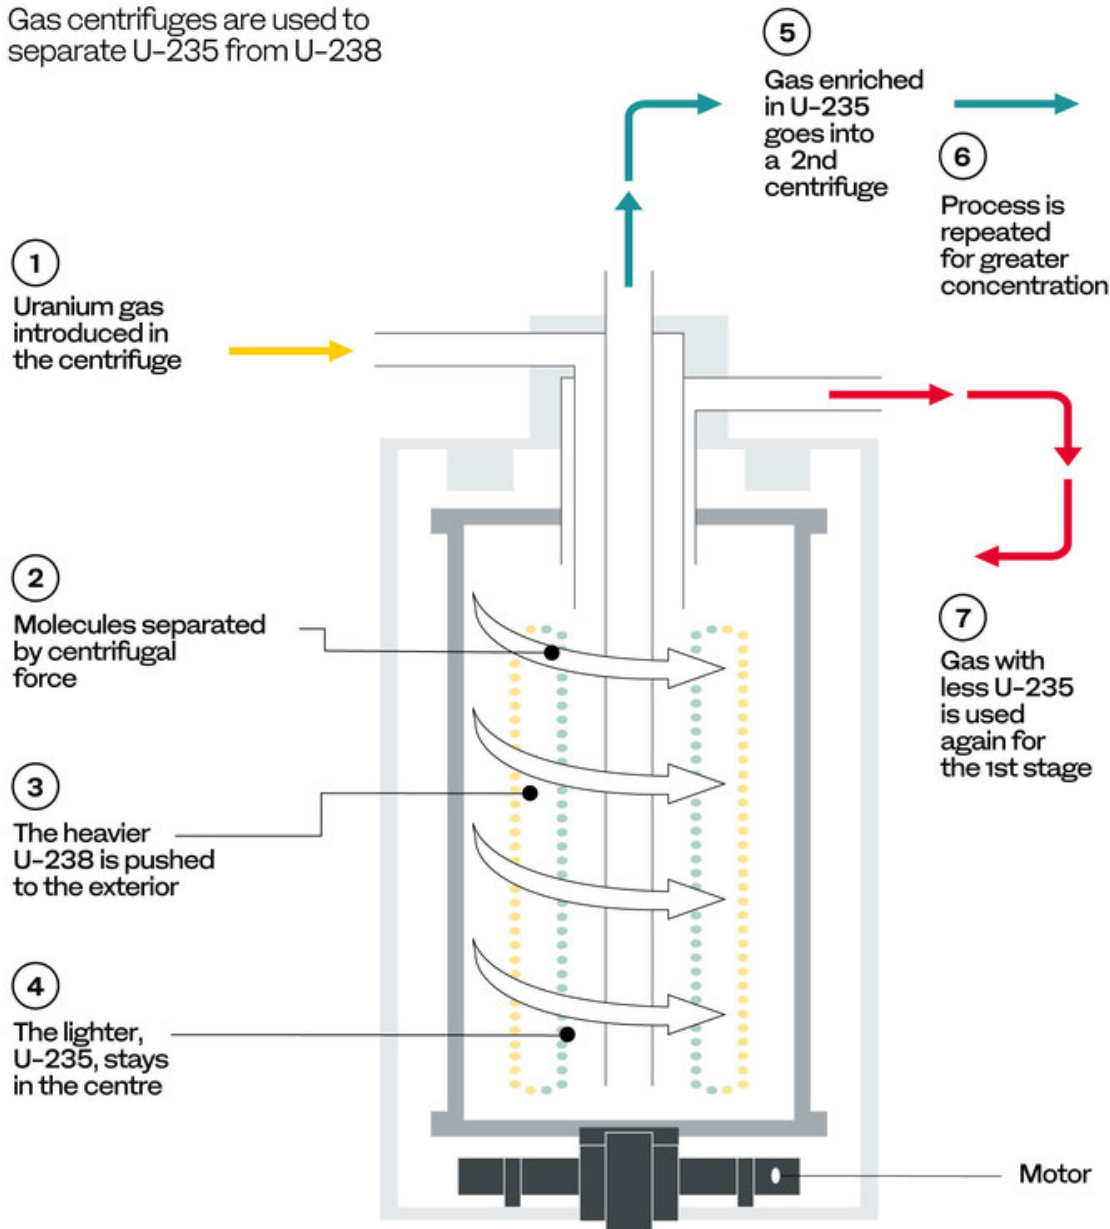 Gas centrifuges are used to
separate U-235 from U-238
1
Uranium gas
introduced in
the centrifuge
2
Molecules separated
by centrifugal
force
3
The heavier
U-238 is pushed
to the exterior
4
The lighter,
U-235, stays
in the centre
5
Gas enriched
in U-235
goes into
a 2nd
centrifuge
6
Process is
repeated
for greater
concentration
7
Gas with
less U-235
is used
again for
the 1st stage
Motor